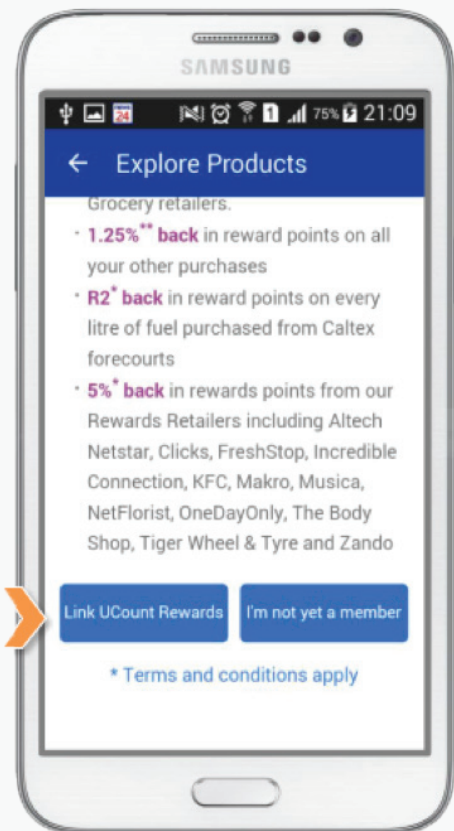 SAMSUNG
24 1 75% 21:09
← Explore Products
Grocery retailers.
· 1.25%** back in reward points on all
your other purchases
· R2* back in reward points on every
litre of fuel purchased from Caltex
forecourts
· 5%* back in rewards points from our
Rewards Retailers including Altech
Netstar, Clicks, FreshStop, Incredible
Connection, KFC, Makro, Musica,
NetFlorist, OneDayOnly, The Body
Shop, Tiger Wheel & Tyre and Zando
Link UCount Rewards I'm not yet a member
* Terms and conditions apply